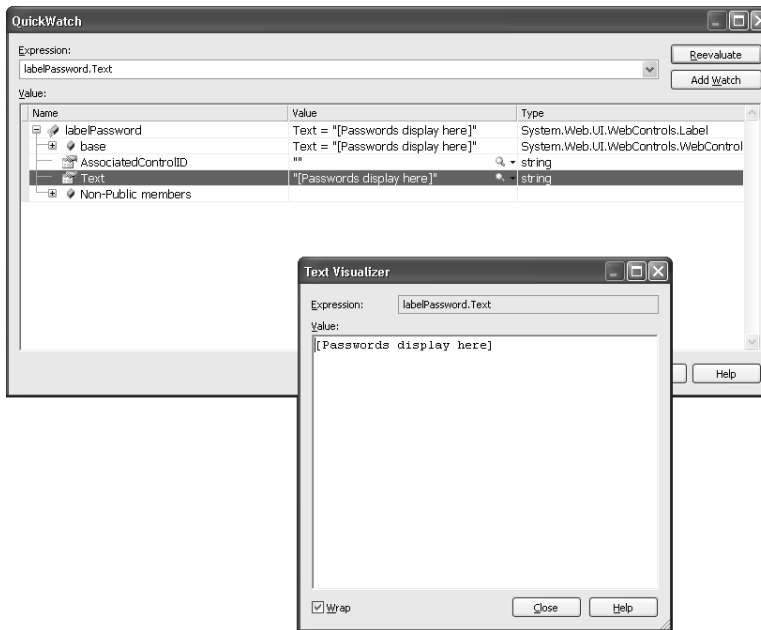 QuickWatch
Expression:
labelPassword.Text
Reevaluate
Add Watch
Value:
Name Value Type
labelPassword Text = "[Passwords display here]" System.Web.UI.WebControls.Label
base Text = "[Passwords display here]" System.Web.UI.WebControls.WebControl
AssociatedControlID "" string
Text "[Passwords display here]" string
Non-Public members
Help
Text Visualizer
Expression: labelPassword.Text
Value:
[Passwords display here]
Wrap Close Help